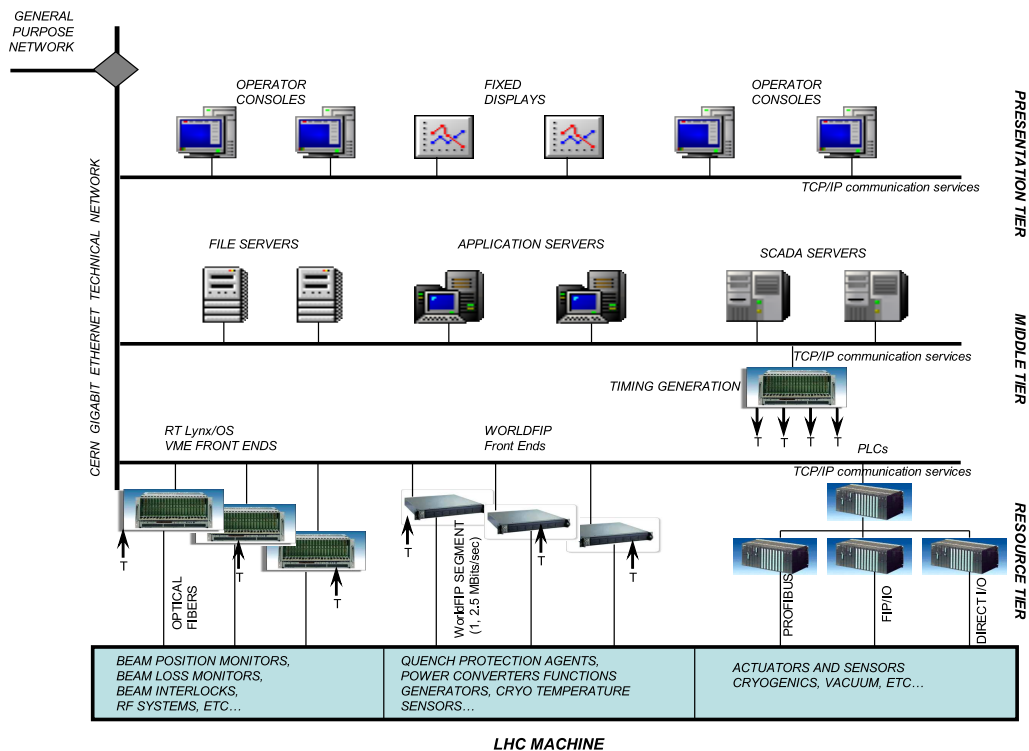 GENERAL
PURPOSE
NETWORK
OPERATOR
CONSOLES
FIXED
DISPLAYS
OPERATOR
CONSOLES
PRESENTATION TIER
TCP/IP communication services
CERN GIGABIT ETHERNET TECHNICAL NETWORK
FILE SERVERS
APPLICATION SERVERS
SCADA SERVERS
MIDDLE TIER
TCP/IP communication services
TIMING GENERATION
T
T
T
T
RT Lynx/OS
VME FRONT ENDS
WORLDFIP
Front Ends
PLCs
TCP/IP communication services
RESOURCE TIER
T
T
T
T
T
T
OPTICAL
FIBERS
WorldFIP SEGMENT
(1, 2.5 MBits/sec)
PROFIBUS
FIP/IO
DIRECT I/O
BEAM POSITION MONITORS,
BEAM LOSS MONITORS,
BEAM INTERLOCKS,
RF SYSTEMS, ETC…
QUENCH PROTECTION AGENTS,
POWER CONVERTERS FUNCTIONS
GENERATORS, CRYO TEMPERATURE
SENSORS…
ACTUATORS AND SENSORS
CRYOGENICS, VACUUM, ETC…
LHC MACHINE